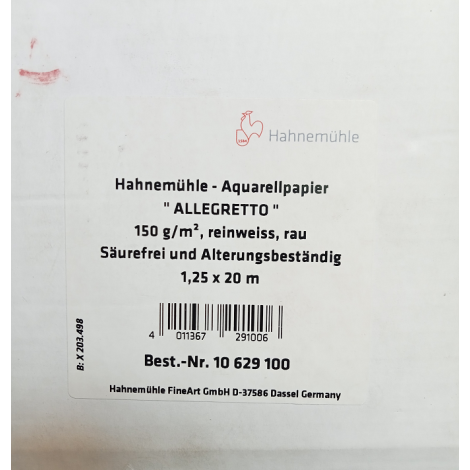 Hahnemühle
Hahnemühle - Aquarellpapier
" ALLEGRETTO "
150 g/m², reinweiss, rau
Säurefrei und Alterungsbeständig
1,25 x 20 m
4 011367 291006
Best.-Nr. 10 629 100
Hahnemühle FineArt GmbH D-37586 Dassel Germany
B: X 203.498